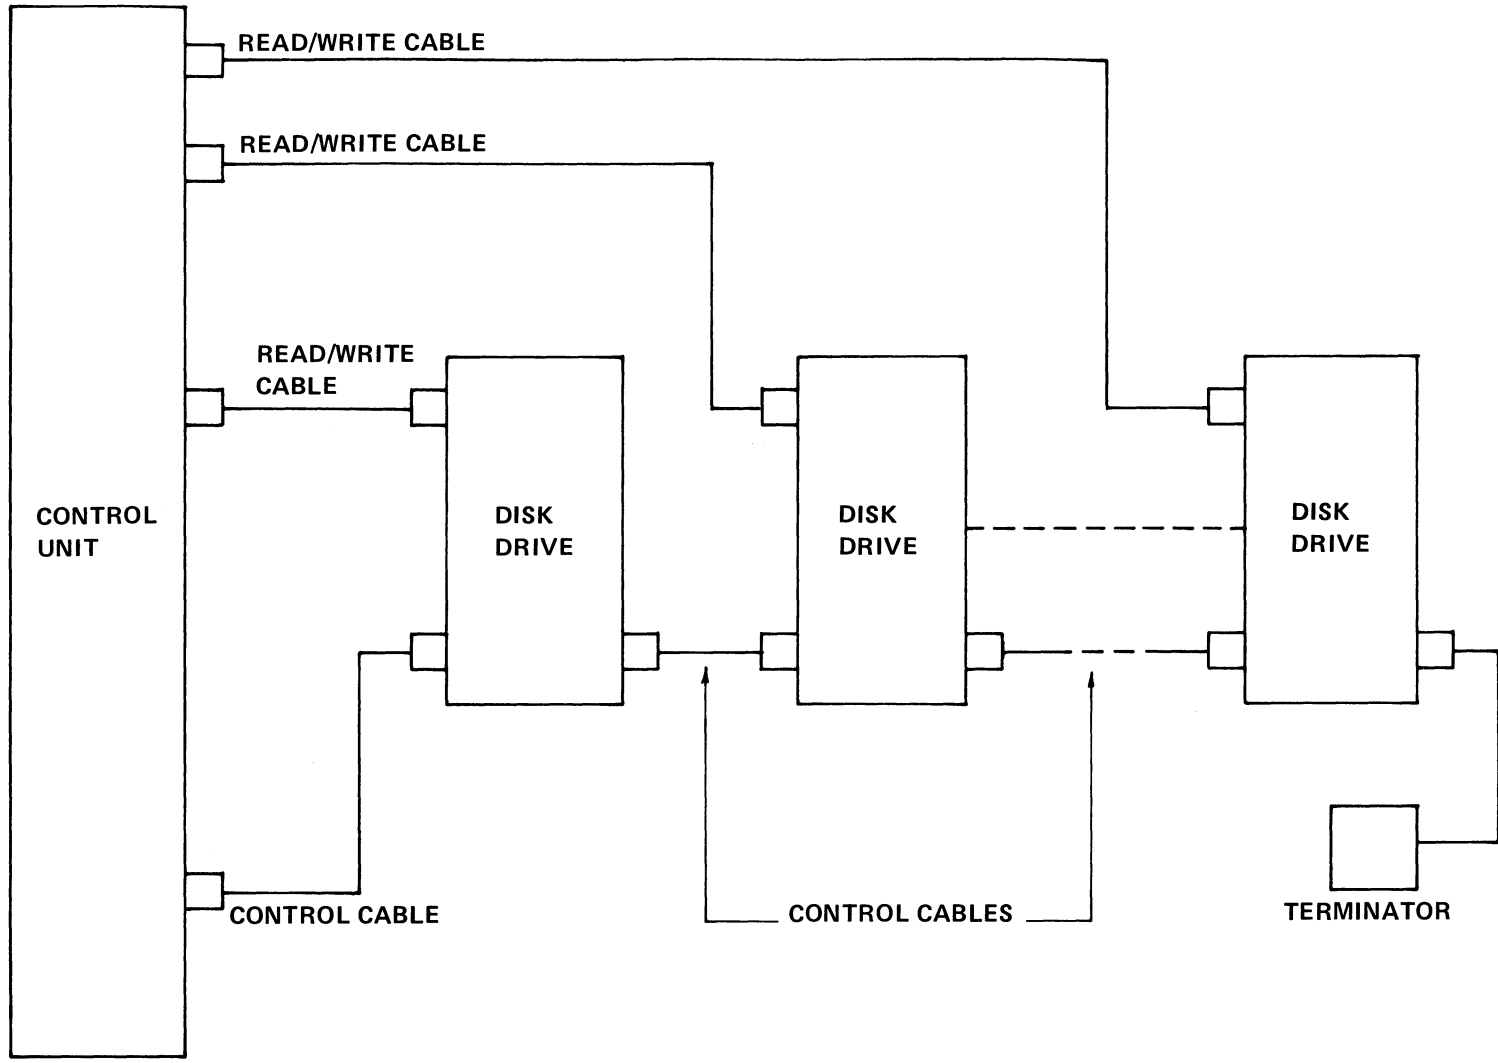 READ/WRITE CABLE
READ/WRITE CABLE
READ/WRITE
CABLE
CONTROL
UNIT
DISK
DRIVE
DISK
DRIVE
DISK
DRIVE
CONTROL CABLE
CONTROL CABLES
TERMINATOR